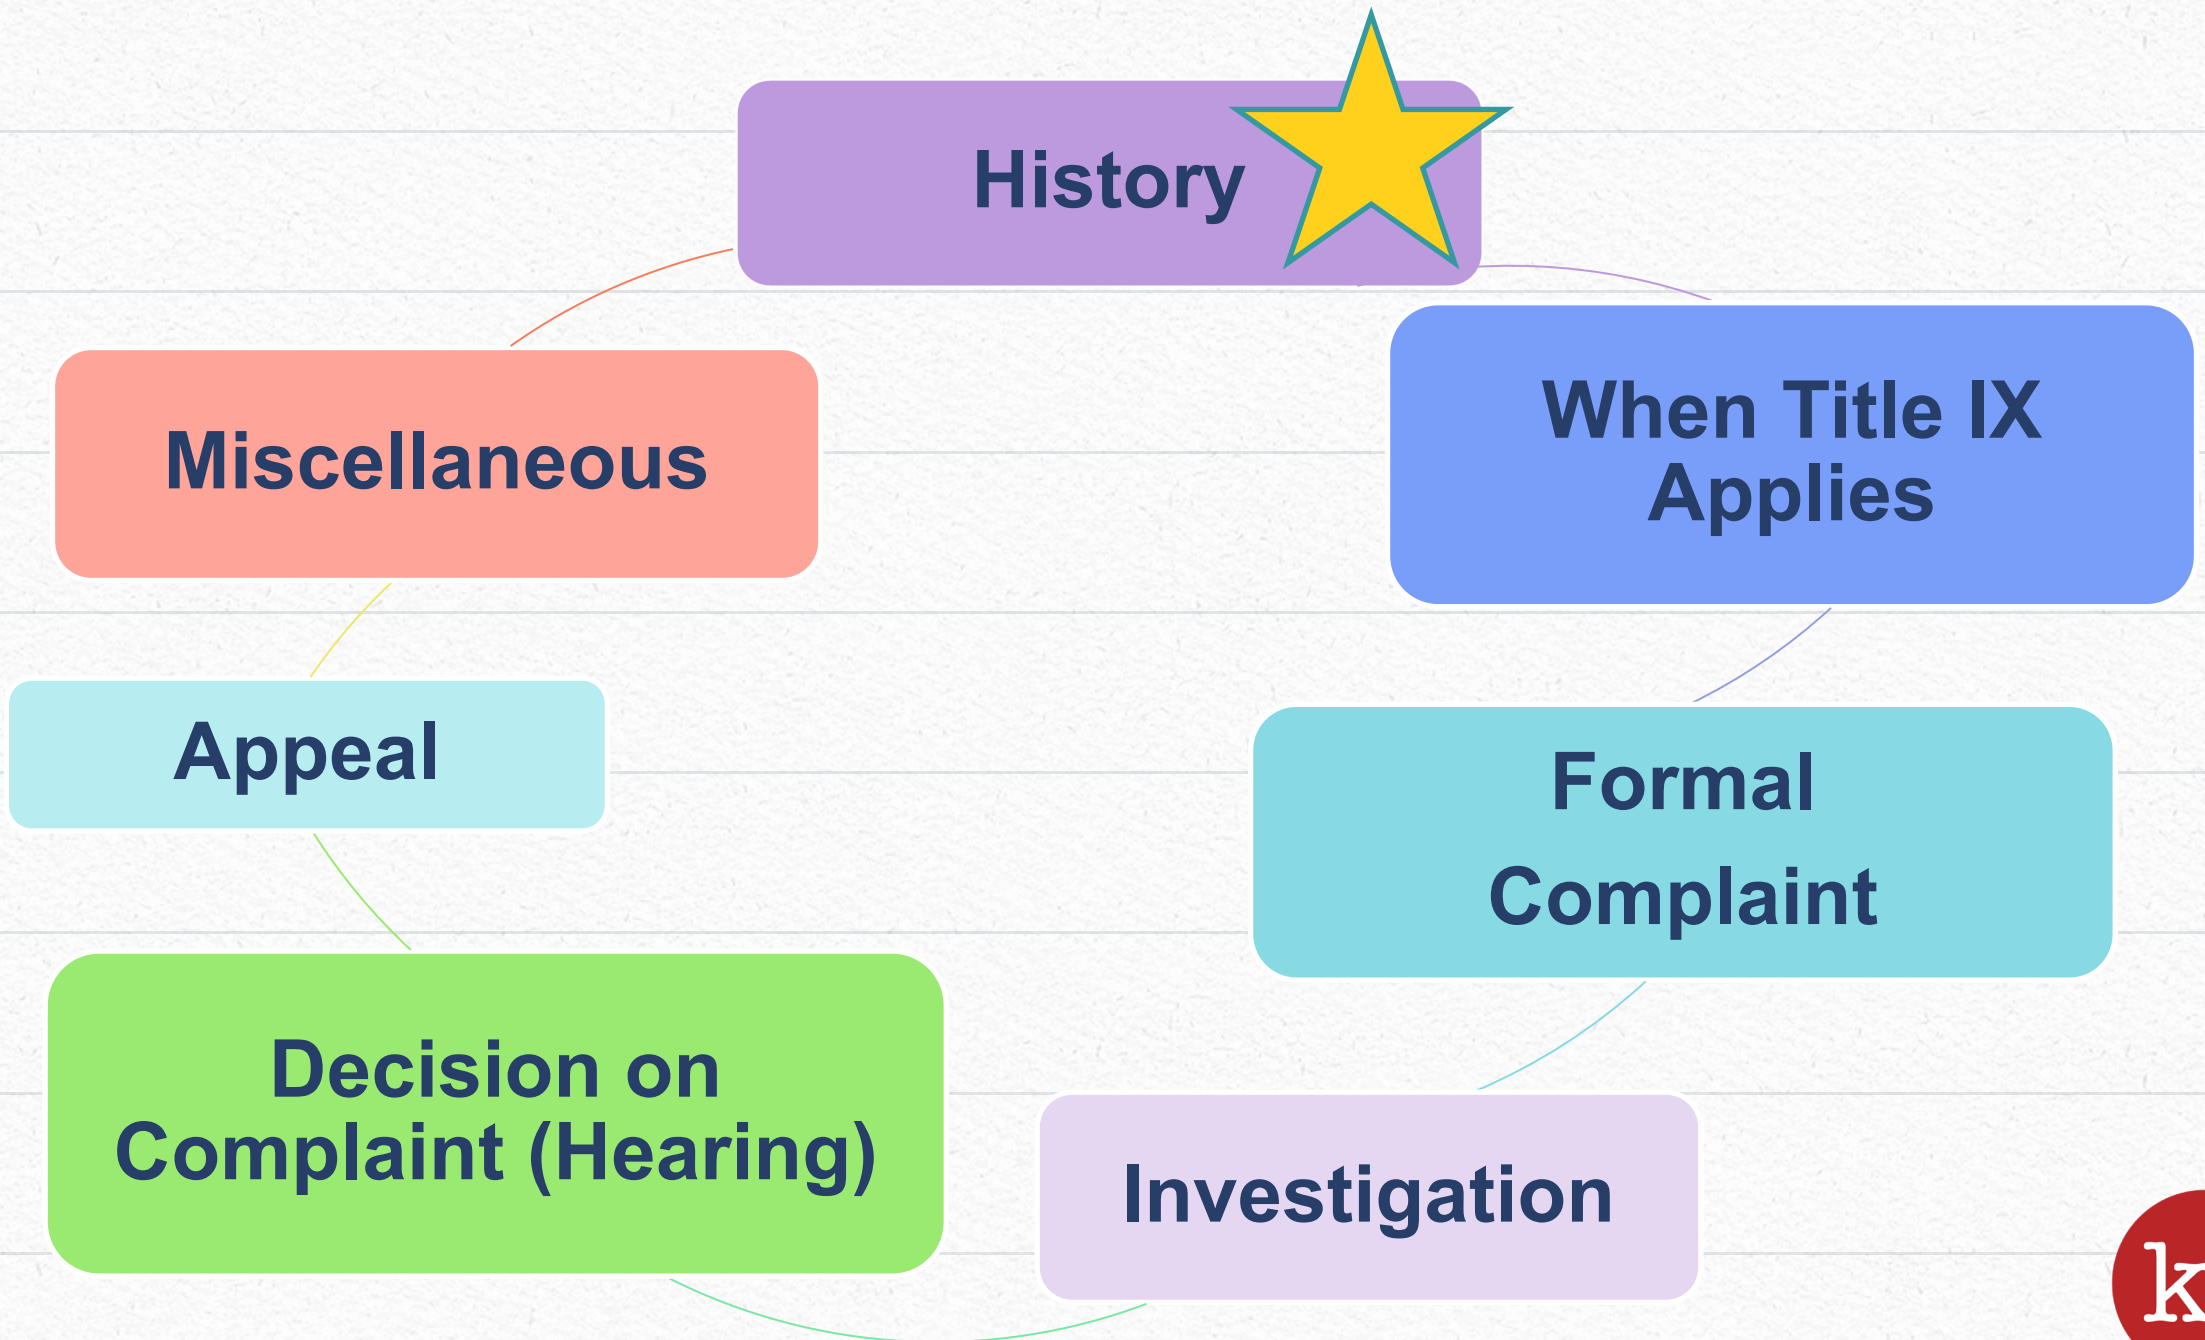 History
When Title IX
Applies
Formal
Complaint
Investigation
Decision on
Complaint (Hearing)
Appeal
Miscellaneous
k